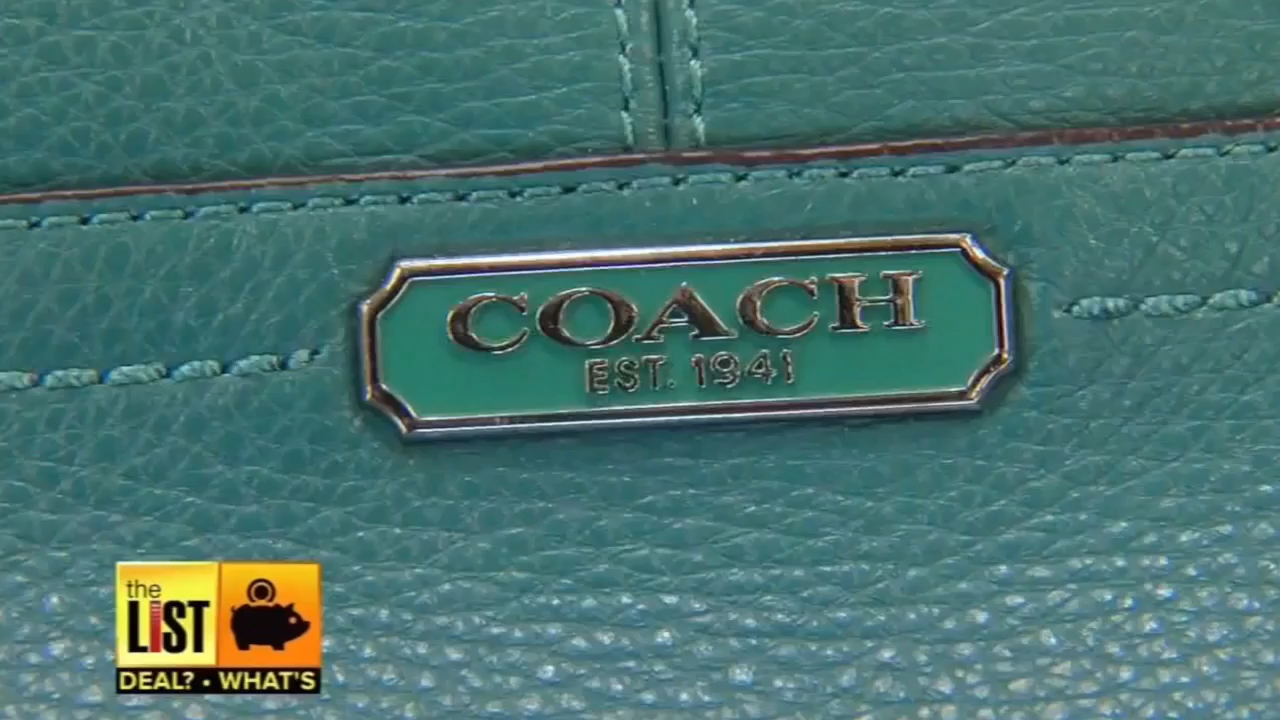 COACH
EST. 1941
the
LIST
DEAL? • WHAT'S